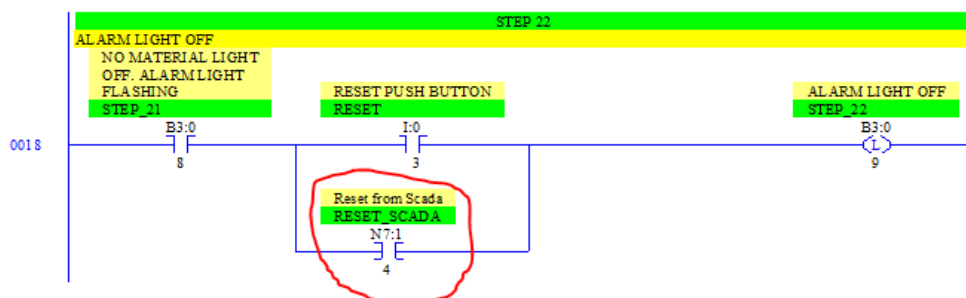 STEP 22
ALARM LIGHT OFF
NO MATERIAL LIGHT
OFF. ALARM LIGHT
FLASHING
STEP_21
B3:0
8
RESET PUSH BUTTON
RESET
I:0
3
ALARM LIGHT OFF
STEP_22
B3:0
L
9
0018
Reset from Scada
RESET_SCADA
N7:1
4